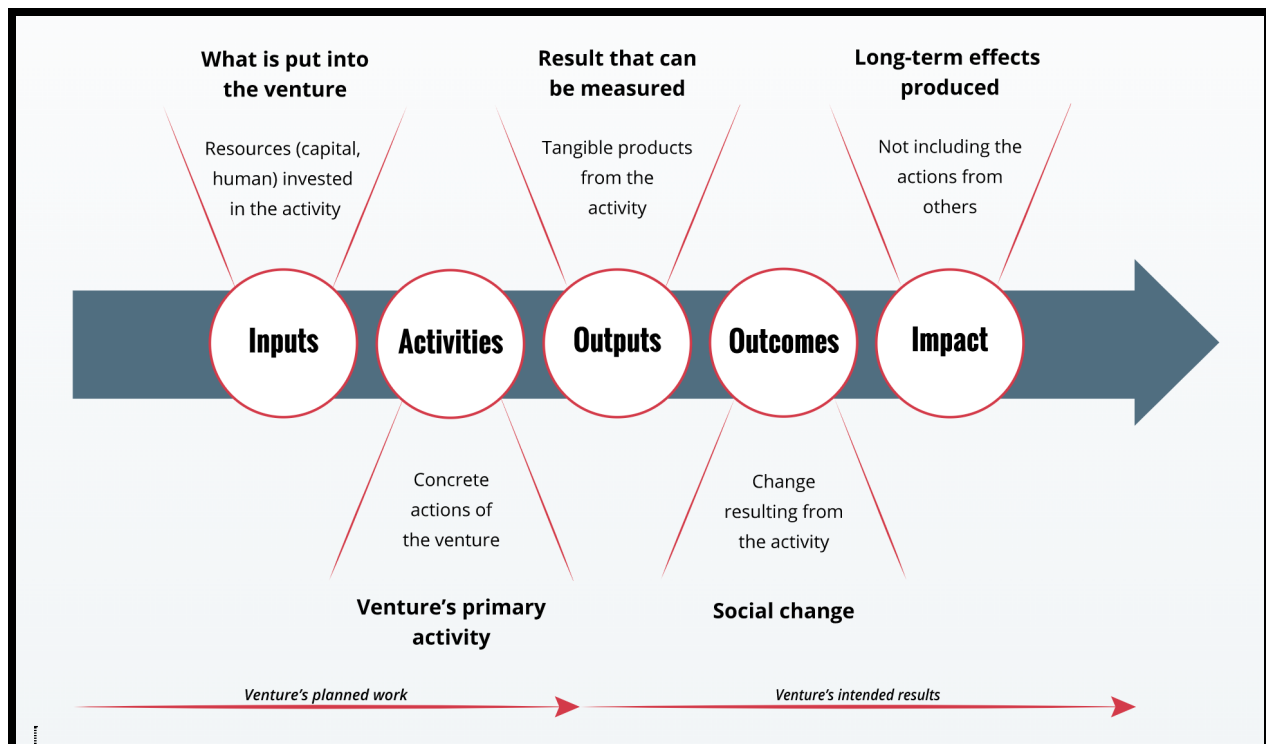 What is put into
the venture
Resources (capital,
human) invested
in the activity
Result that can
be measured
Tangible products
from the
activity
Long-term effects
produced
Not including the
actions from
others
Inputs
Activities
Outputs
Outcomes
Impact
Concrete
actions of
the venture
Venture’s primary
activity
Change
resulting from
the activity
Social change
Venture’s planned work
Venture’s intended results